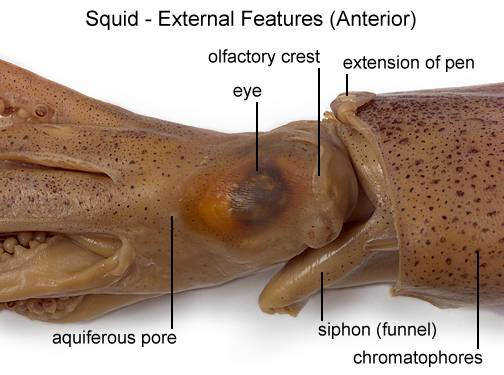 Squid - External Features (Anterior)
olfactory crest
extension of pen
eye
aquiferous pore
siphon (funnel)
chromatophores